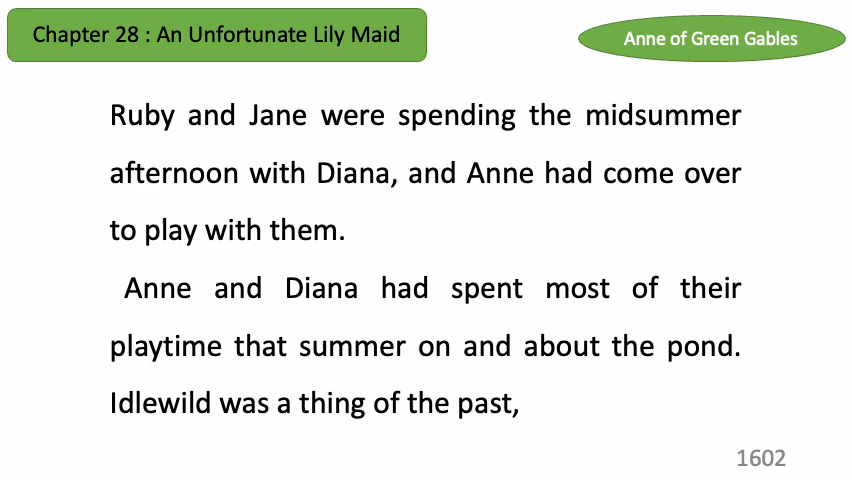 Chapter 28 : An Unfortunate Lily Maid
Anne of Green Gables
Ruby and Jane were spending the midsummer
afternoon with Diana, and Anne had come over
to play with them.
Anne and Diana had spent most of their
playtime that summer on and about the pond.
Idlewild was a thing of the past,
1602